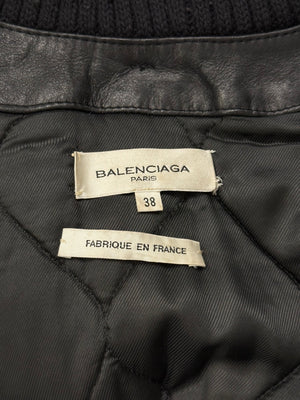 BALENCIAGA
PARIS
38
FABRIQUE EN FRANCE